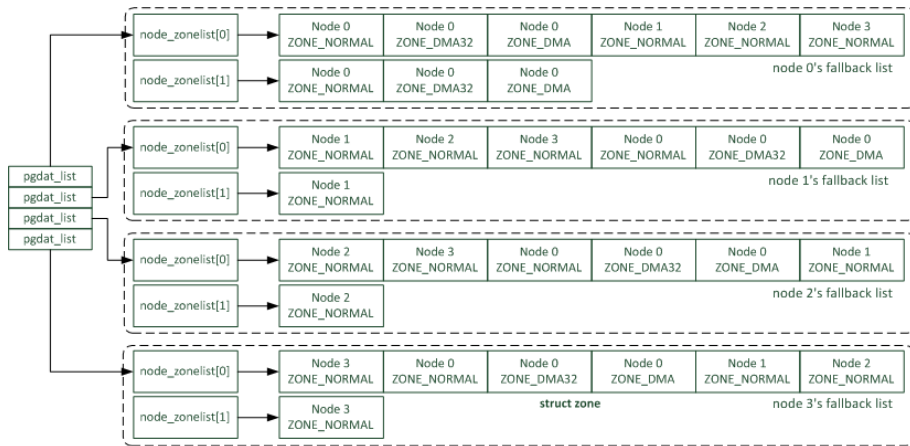 node_zonelist[0]
Node 0 Node 0 Node 0 Node 1 Node 2 Node 3
ZONE_NORMAL ZONE_DMA32 ZONE_DMA ZONE_NORMAL ZONE_NORMAL ZONE_NORMAL
node_zonelist[1]
Node 0 Node 0 Node 0
ZONE_NORMAL ZONE_DMA32 ZONE_DMA
node 0's fallback list
node_zonelist[0]
Node 1 Node 2 Node 3 Node 0 Node 0 Node 0
ZONE_NORMAL ZONE_NORMAL ZONE_NORMAL ZONE_NORMAL ZONE_DMA32 ZONE_DMA
node_zonelist[1]
Node 1
ZONE_NORMAL
node 1's fallback list
pgdat_list
pgdat_list
pgdat_list
pgdat_list
node_zonelist[0]
Node 2 Node 3 Node 0 Node 0 Node 0 Node 1
ZONE_NORMAL ZONE_NORMAL ZONE_NORMAL ZONE_DMA32 ZONE_DMA ZONE_NORMAL
node_zonelist[1]
Node 2
ZONE_NORMAL
node 2's fallback list
node_zonelist[0]
Node 3 Node 0 Node 0 Node 0 Node 1 Node 2
ZONE_NORMAL ZONE_NORMAL ZONE_DMA32 ZONE_DMA ZONE_NORMAL ZONE_NORMAL
node_zonelist[1]
Node 3
ZONE_NORMAL
struct zone
node 3's fallback list